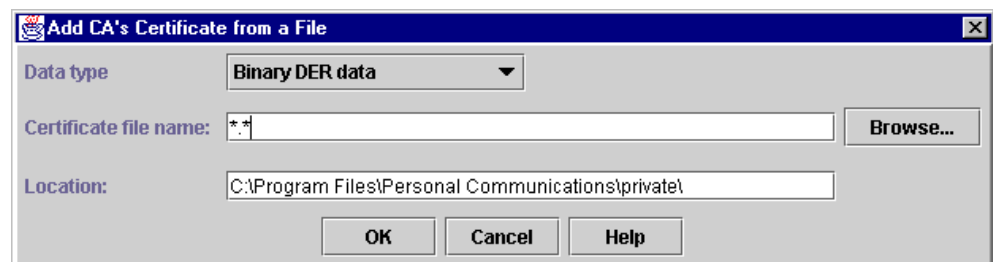 Add CA's Certificate from a File
Data type Binary DER data
Certificate file name: *.* Browse...
Location: C:\Program Files\Personal Communications\private\
OK Cancel Help